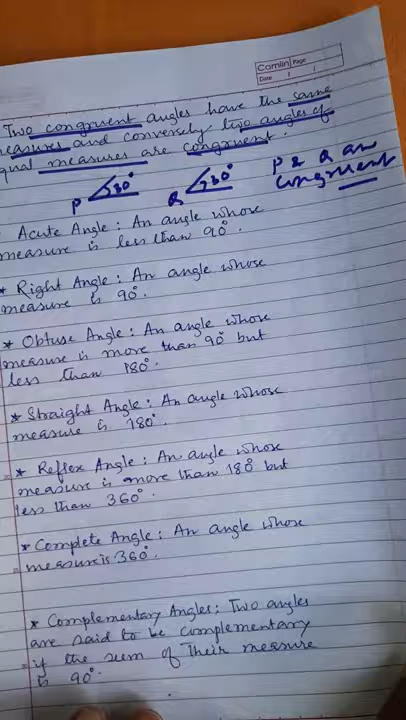 Camlin Page
Date / /
Two congruent angles have the same
measures and conversely two angles of
equal measures are congruent.
P 30° Q 30° P & Q are
congruent
Acute Angle : An angle whose
measure is less than 90°.
* Right Angle : An angle whose
measure is 90°.
* Obtuse Angle : An angle whose
measure is more than 90° but
less than 180°.
* Straight Angle : An angle whose
measure is 180°.
* Reflex Angle : An angle whose
measure is more than 180° but
less than 360°.
* Complete Angle : An angle whose
measure is 360°.
* Complementary Angles : Two angles
are said to be complementary
if the sum of Their measure
is 90°.